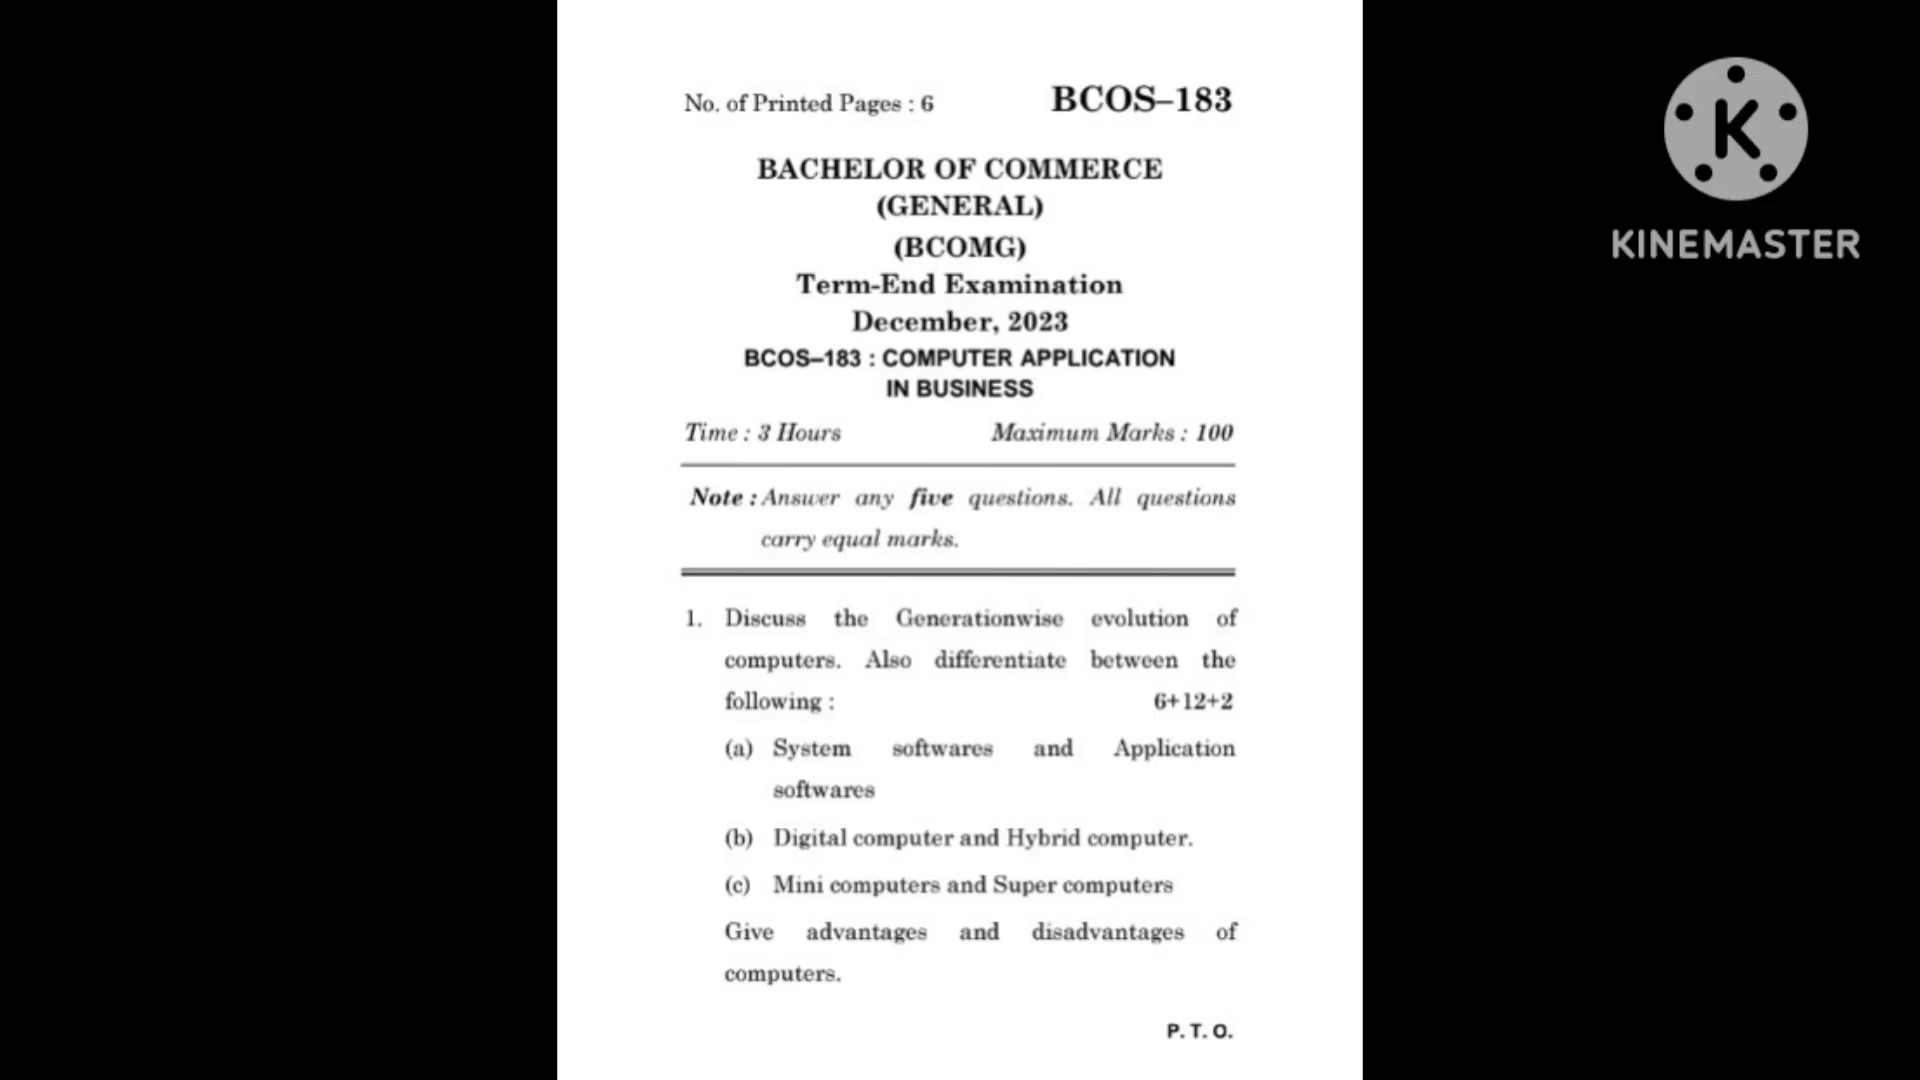 No. of Printed Pages : 6 BCOS–183
BACHELOR OF COMMERCE
(GENERAL)
(BCOMG)
Term-End Examination
December, 2023
BCOS–183 : COMPUTER APPLICATION
IN BUSINESS
Time : 3 Hours Maximum Marks : 100
Note : Answer any five questions. All questions
carry equal marks.
1. Discuss the Generationwise evolution of
computers. Also differentiate between the
following : 6+12+2
(a) System softwares and Application
softwares
(b) Digital computer and Hybrid computer.
(c) Mini computers and Super computers
Give advantages and disadvantages of
computers.
P. T. O.
K
KINEMASTER